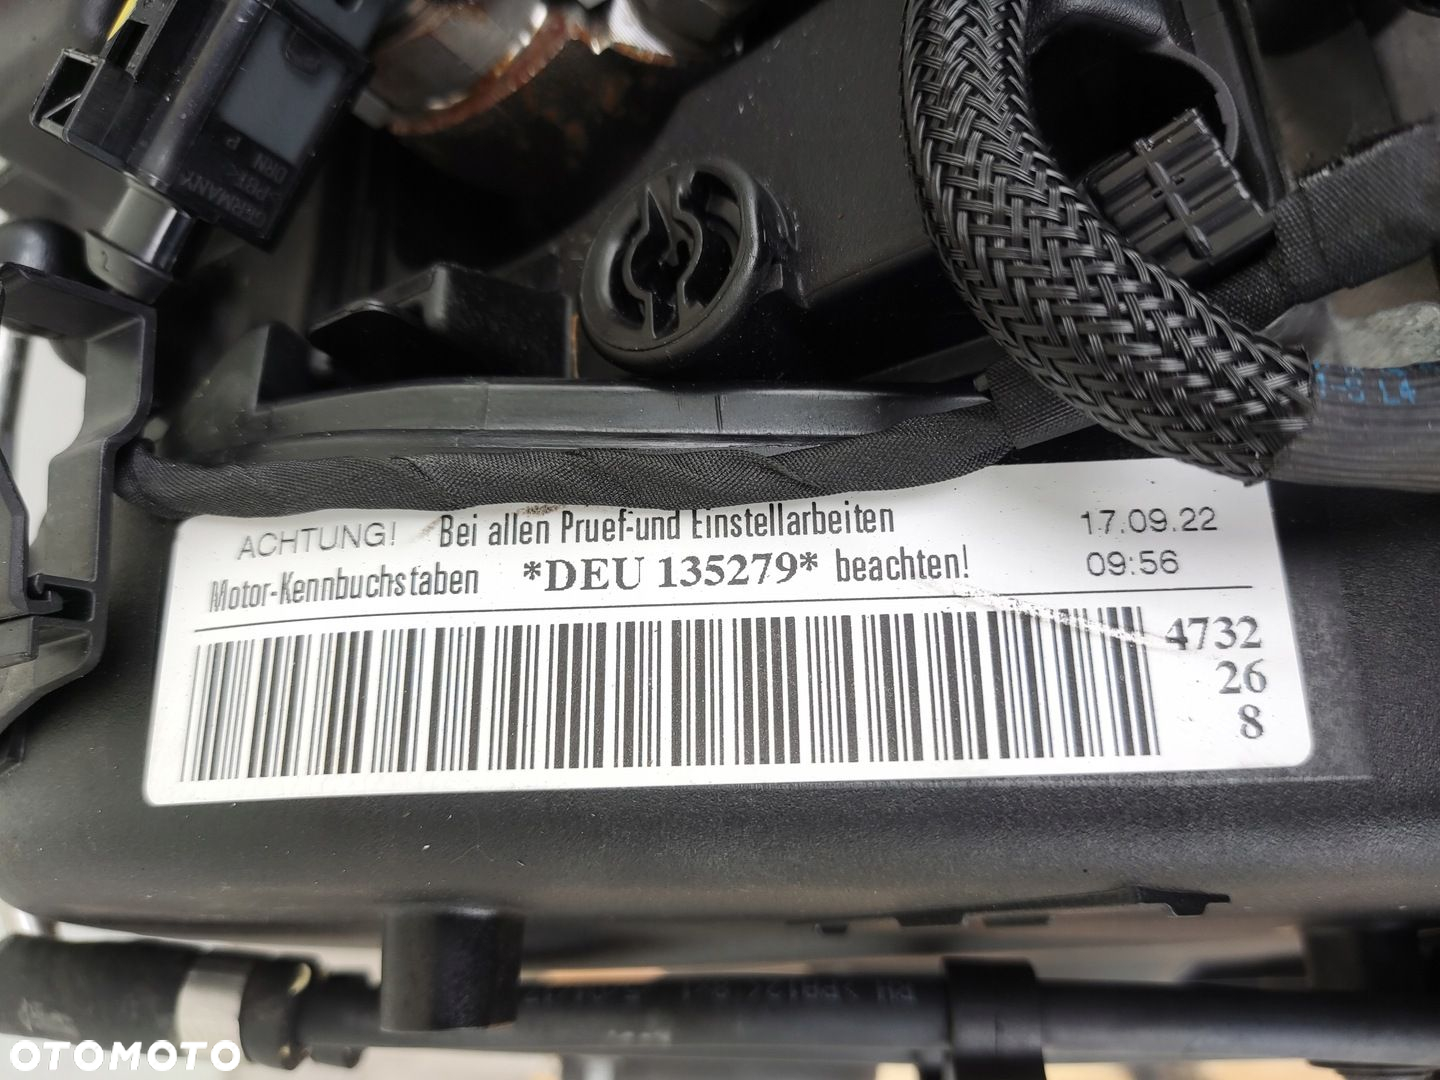 GERMANY
ACHTUNG! Bei allen Pruef-und Einstellarbeiten 17.09.22
Motor-Kennbuchstaben *DEU 135279* beachten! 09:56
4732
26
8
OTOMOTO